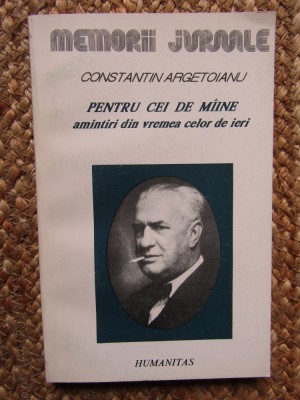 MEMORII JURNALE
CONSTANTIN ARGETOIANU
PENTRU CEI DE MÎINE
amintiri din vremea celor de ieri
HUMANITAS